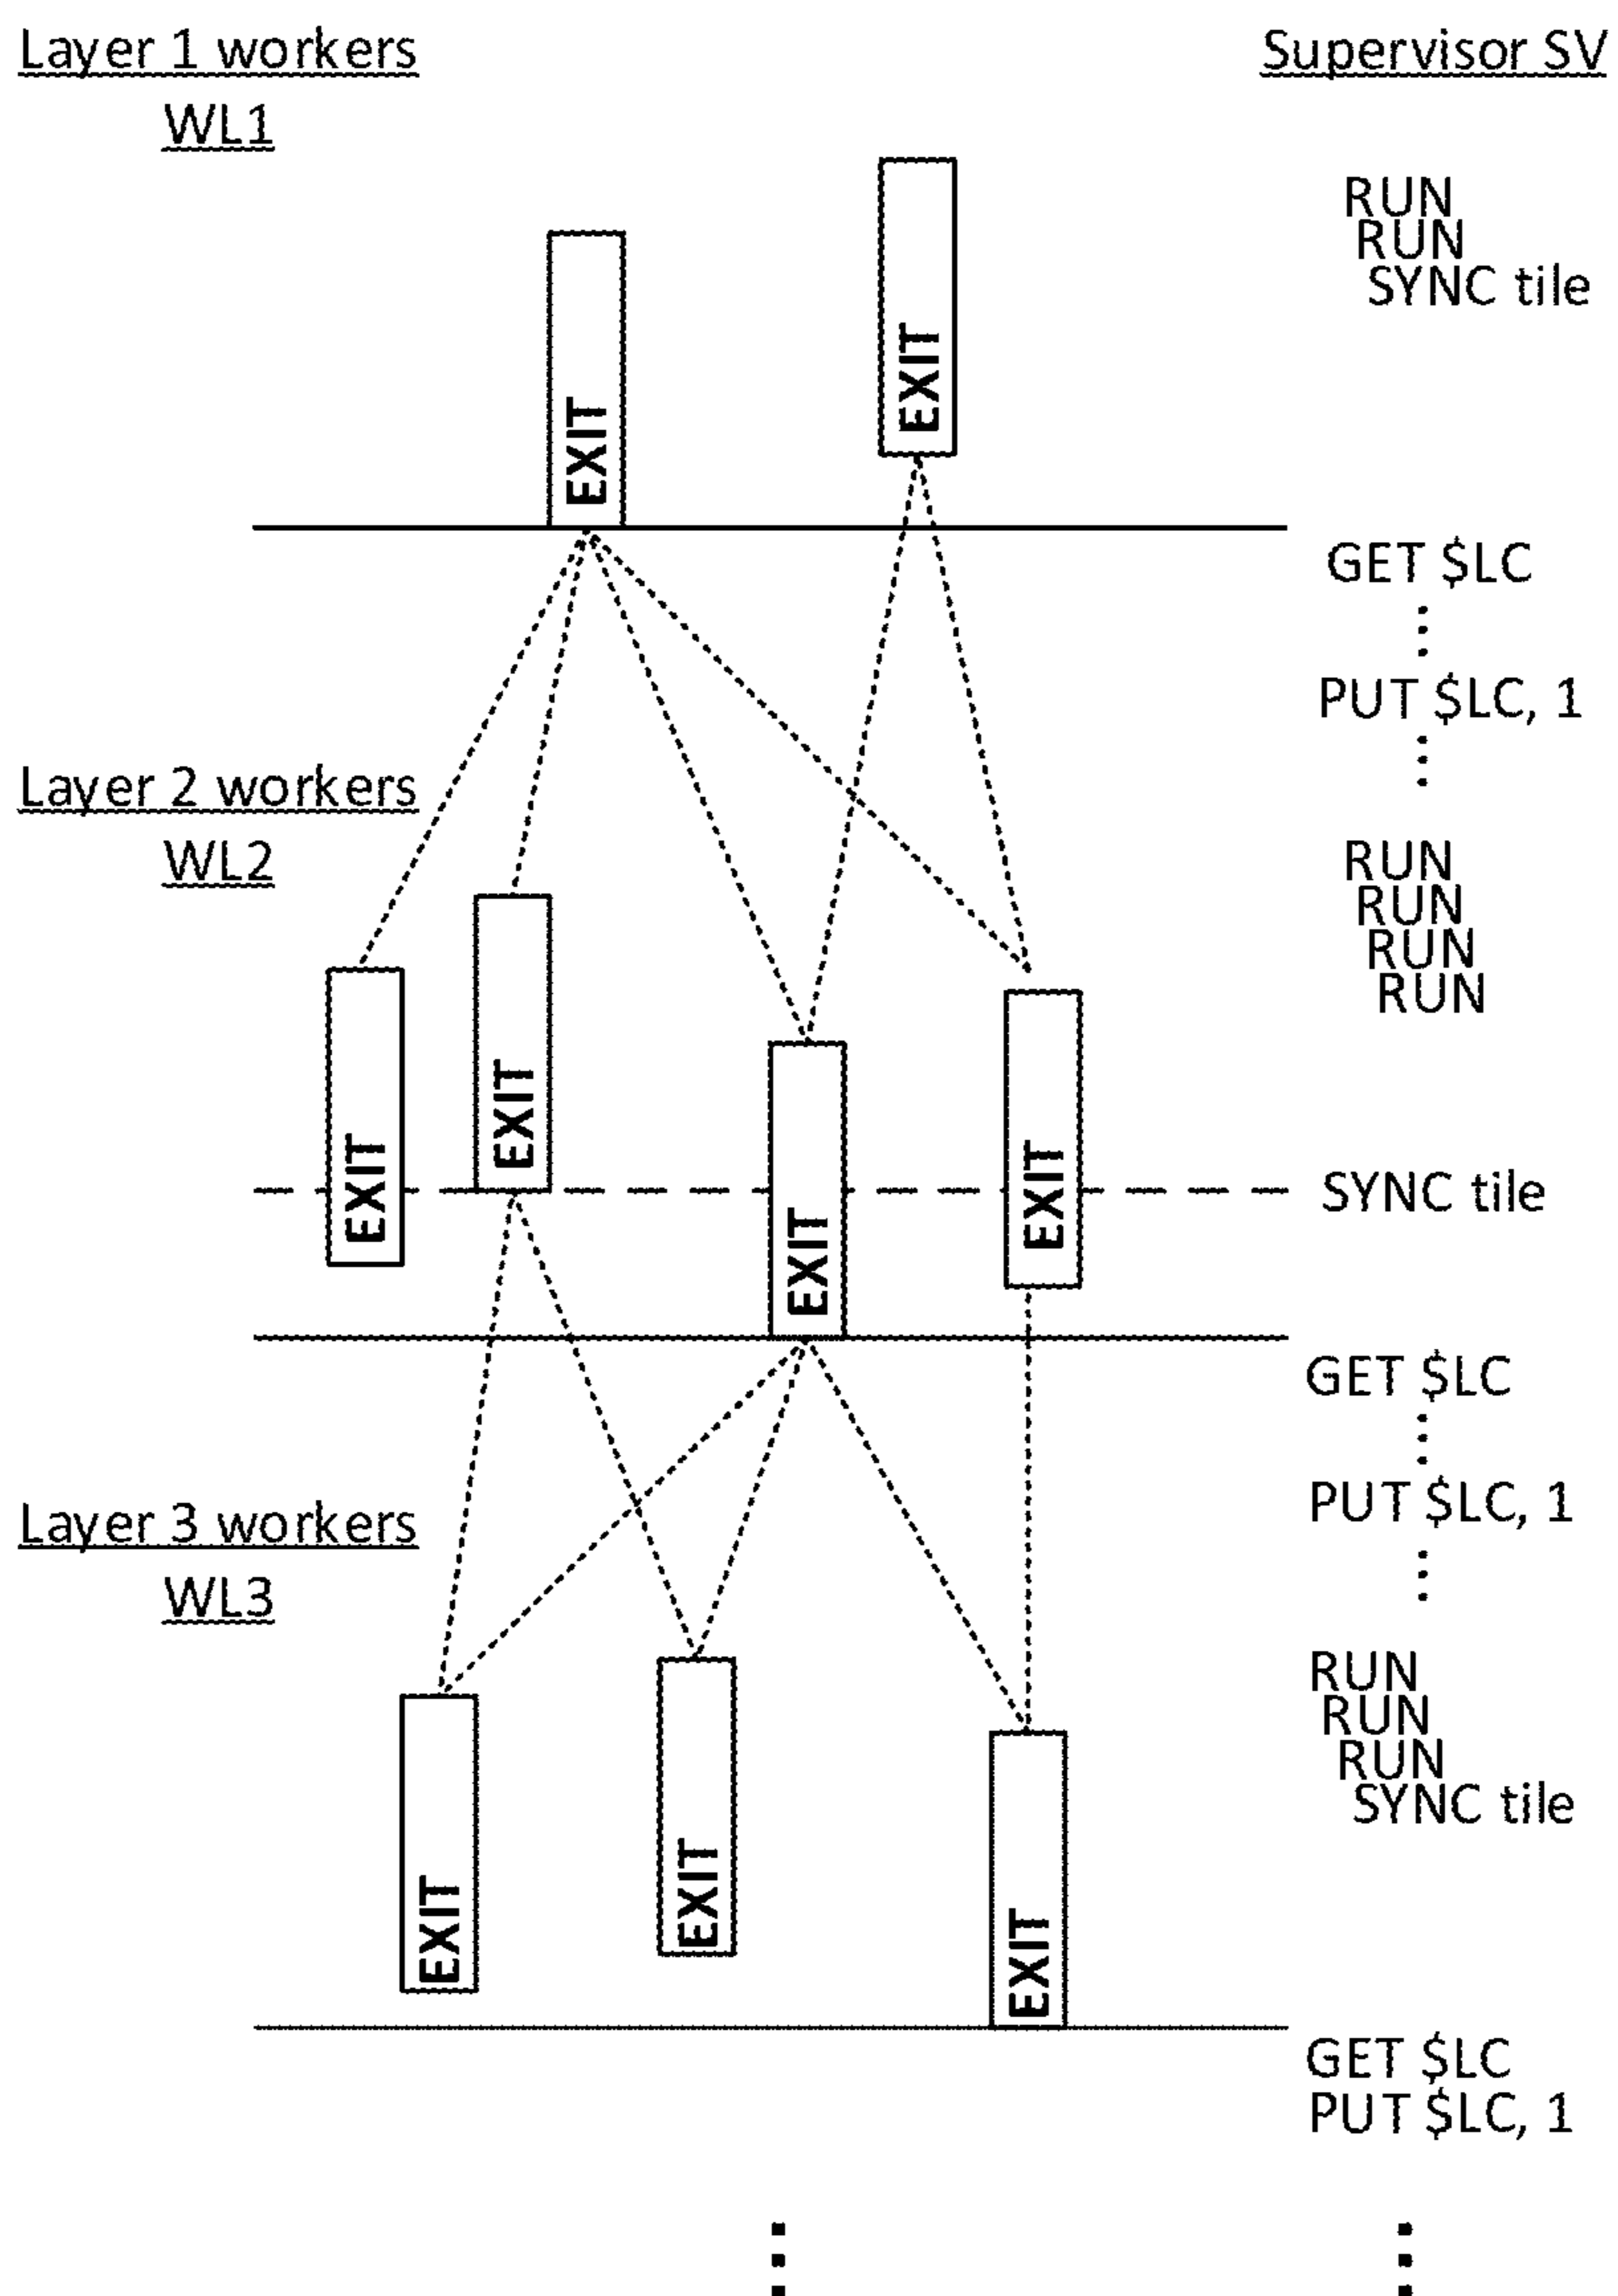 Layer 1 workers
Supervisor SV
WL1
RUN
RUN
SYNC tile
EXIT
EXIT
GET $LC
PUT $LC, 1
Layer 2 workers
WL2
RUN
RUN
RUN
RUN
EXIT
EXIT
EXIT
EXIT
SYNC tile
GET $LC
PUT $LC, 1
Layer 3 workers
WL3
RUN
RUN
RUN
SYNC tile
EXIT
EXIT
EXIT
GET $LC
PUT $LC, 1